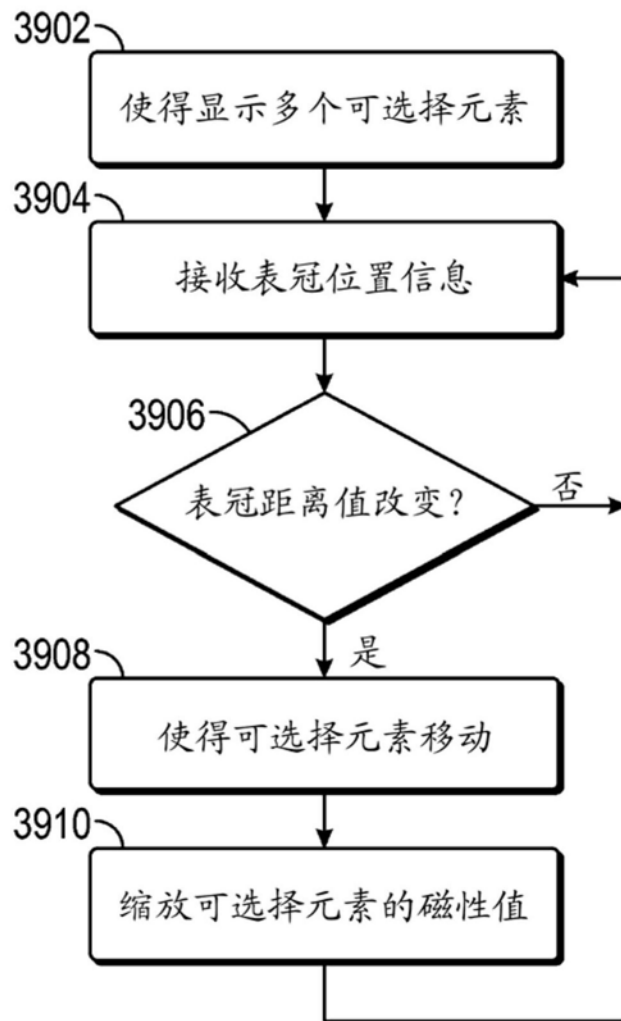 3902
使得显示多个可选择元素
3904
接收表冠位置信息
3906
表冠距离值改变?
否
是
3908
使得可选择元素移动
3910
缩放可选择元素的磁性值